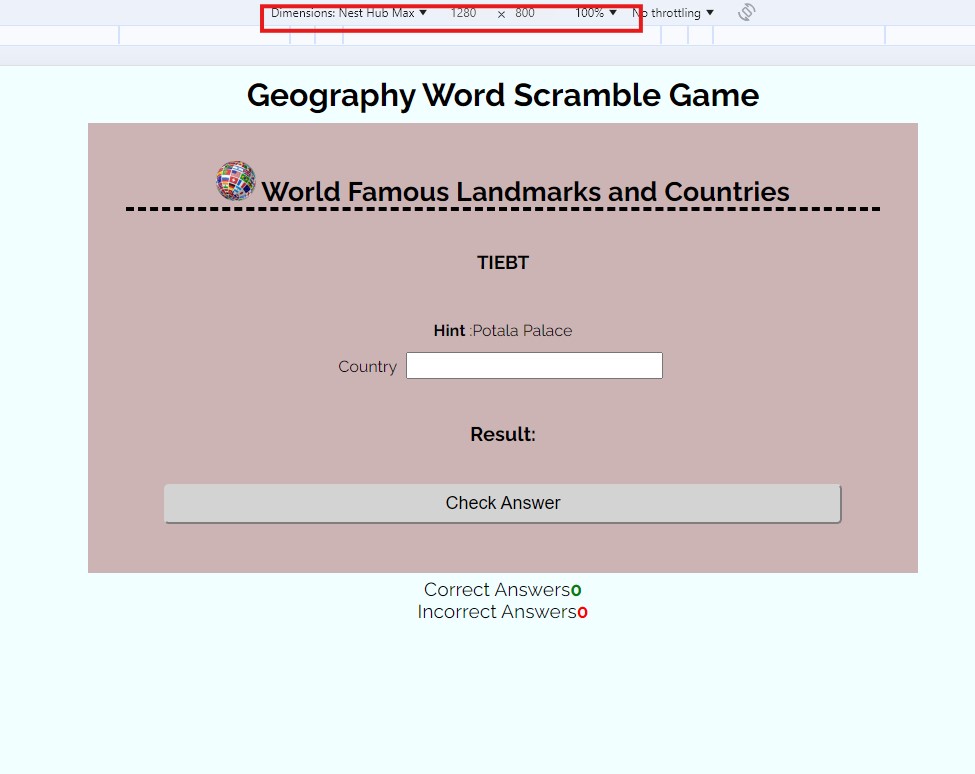 Dimensions: Nest Hub Max ▼ 1280 × 800 100% ▼ No throttling ▼
Geography Word Scramble Game
World Famous Landmarks and Countries
TIEBT
Hint :Potala Palace
Country
Result:
Check Answer
Correct Answers0
Incorrect Answers0